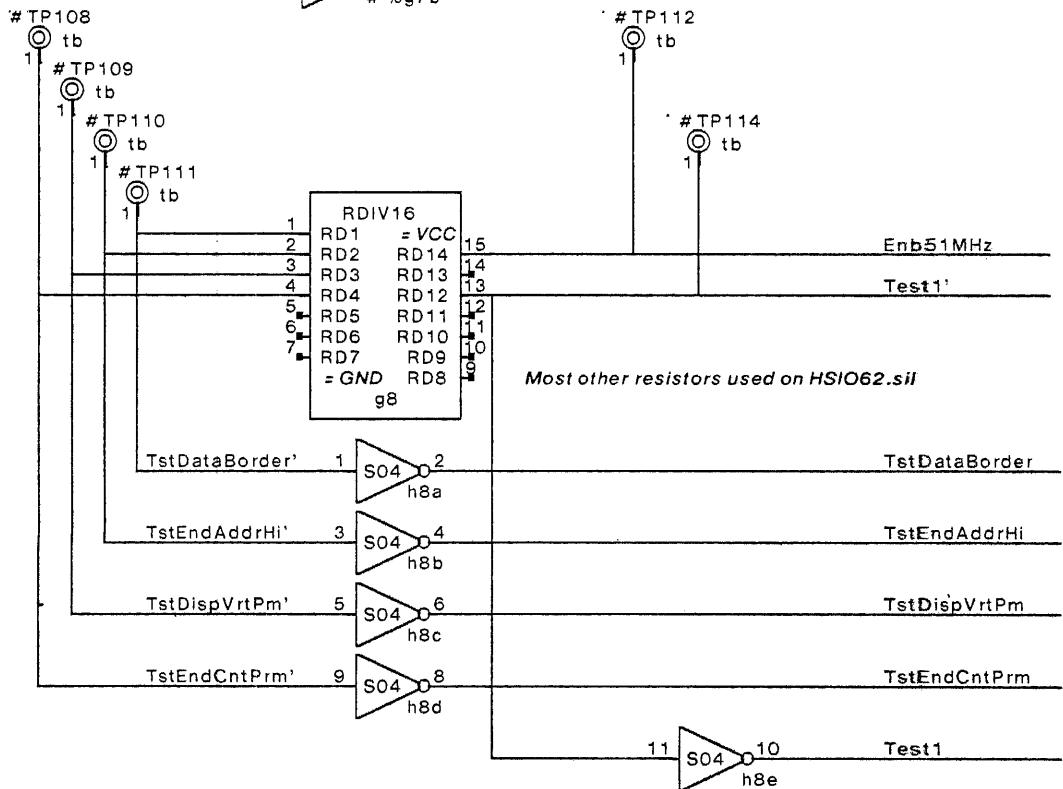 # %g7b
#TP108
tb
1
#TP109
tb
1
#TP110
tb
1
#TP111
tb
1
#TP112
tb
1
#TP114
tb
1
RDIV16
1 RD1 =VCC
2 RD2 RD14 15
3 RD3 RD13 14
4 RD4 RD12 13
5 RD5 RD11 12
6 RD6 RD10 11
7 RD7 RD9 10
=GND RD8 9
g8
Enb51MHz
Test1'
Most other resistors used on HSIO62.sil
TstDataBorder' 1 S04 2 TstDataBorder
h8a
TstEndAddrHi' 3 S04 4 TstEndAddrHi
h8b
TstDispVrtPm' 5 S04 6 TstDispVrtPm
h8c
TstEndCntPrm' 9 S04 8 TstEndCntPrm
h8d
11 S04 10 Test1
h8e